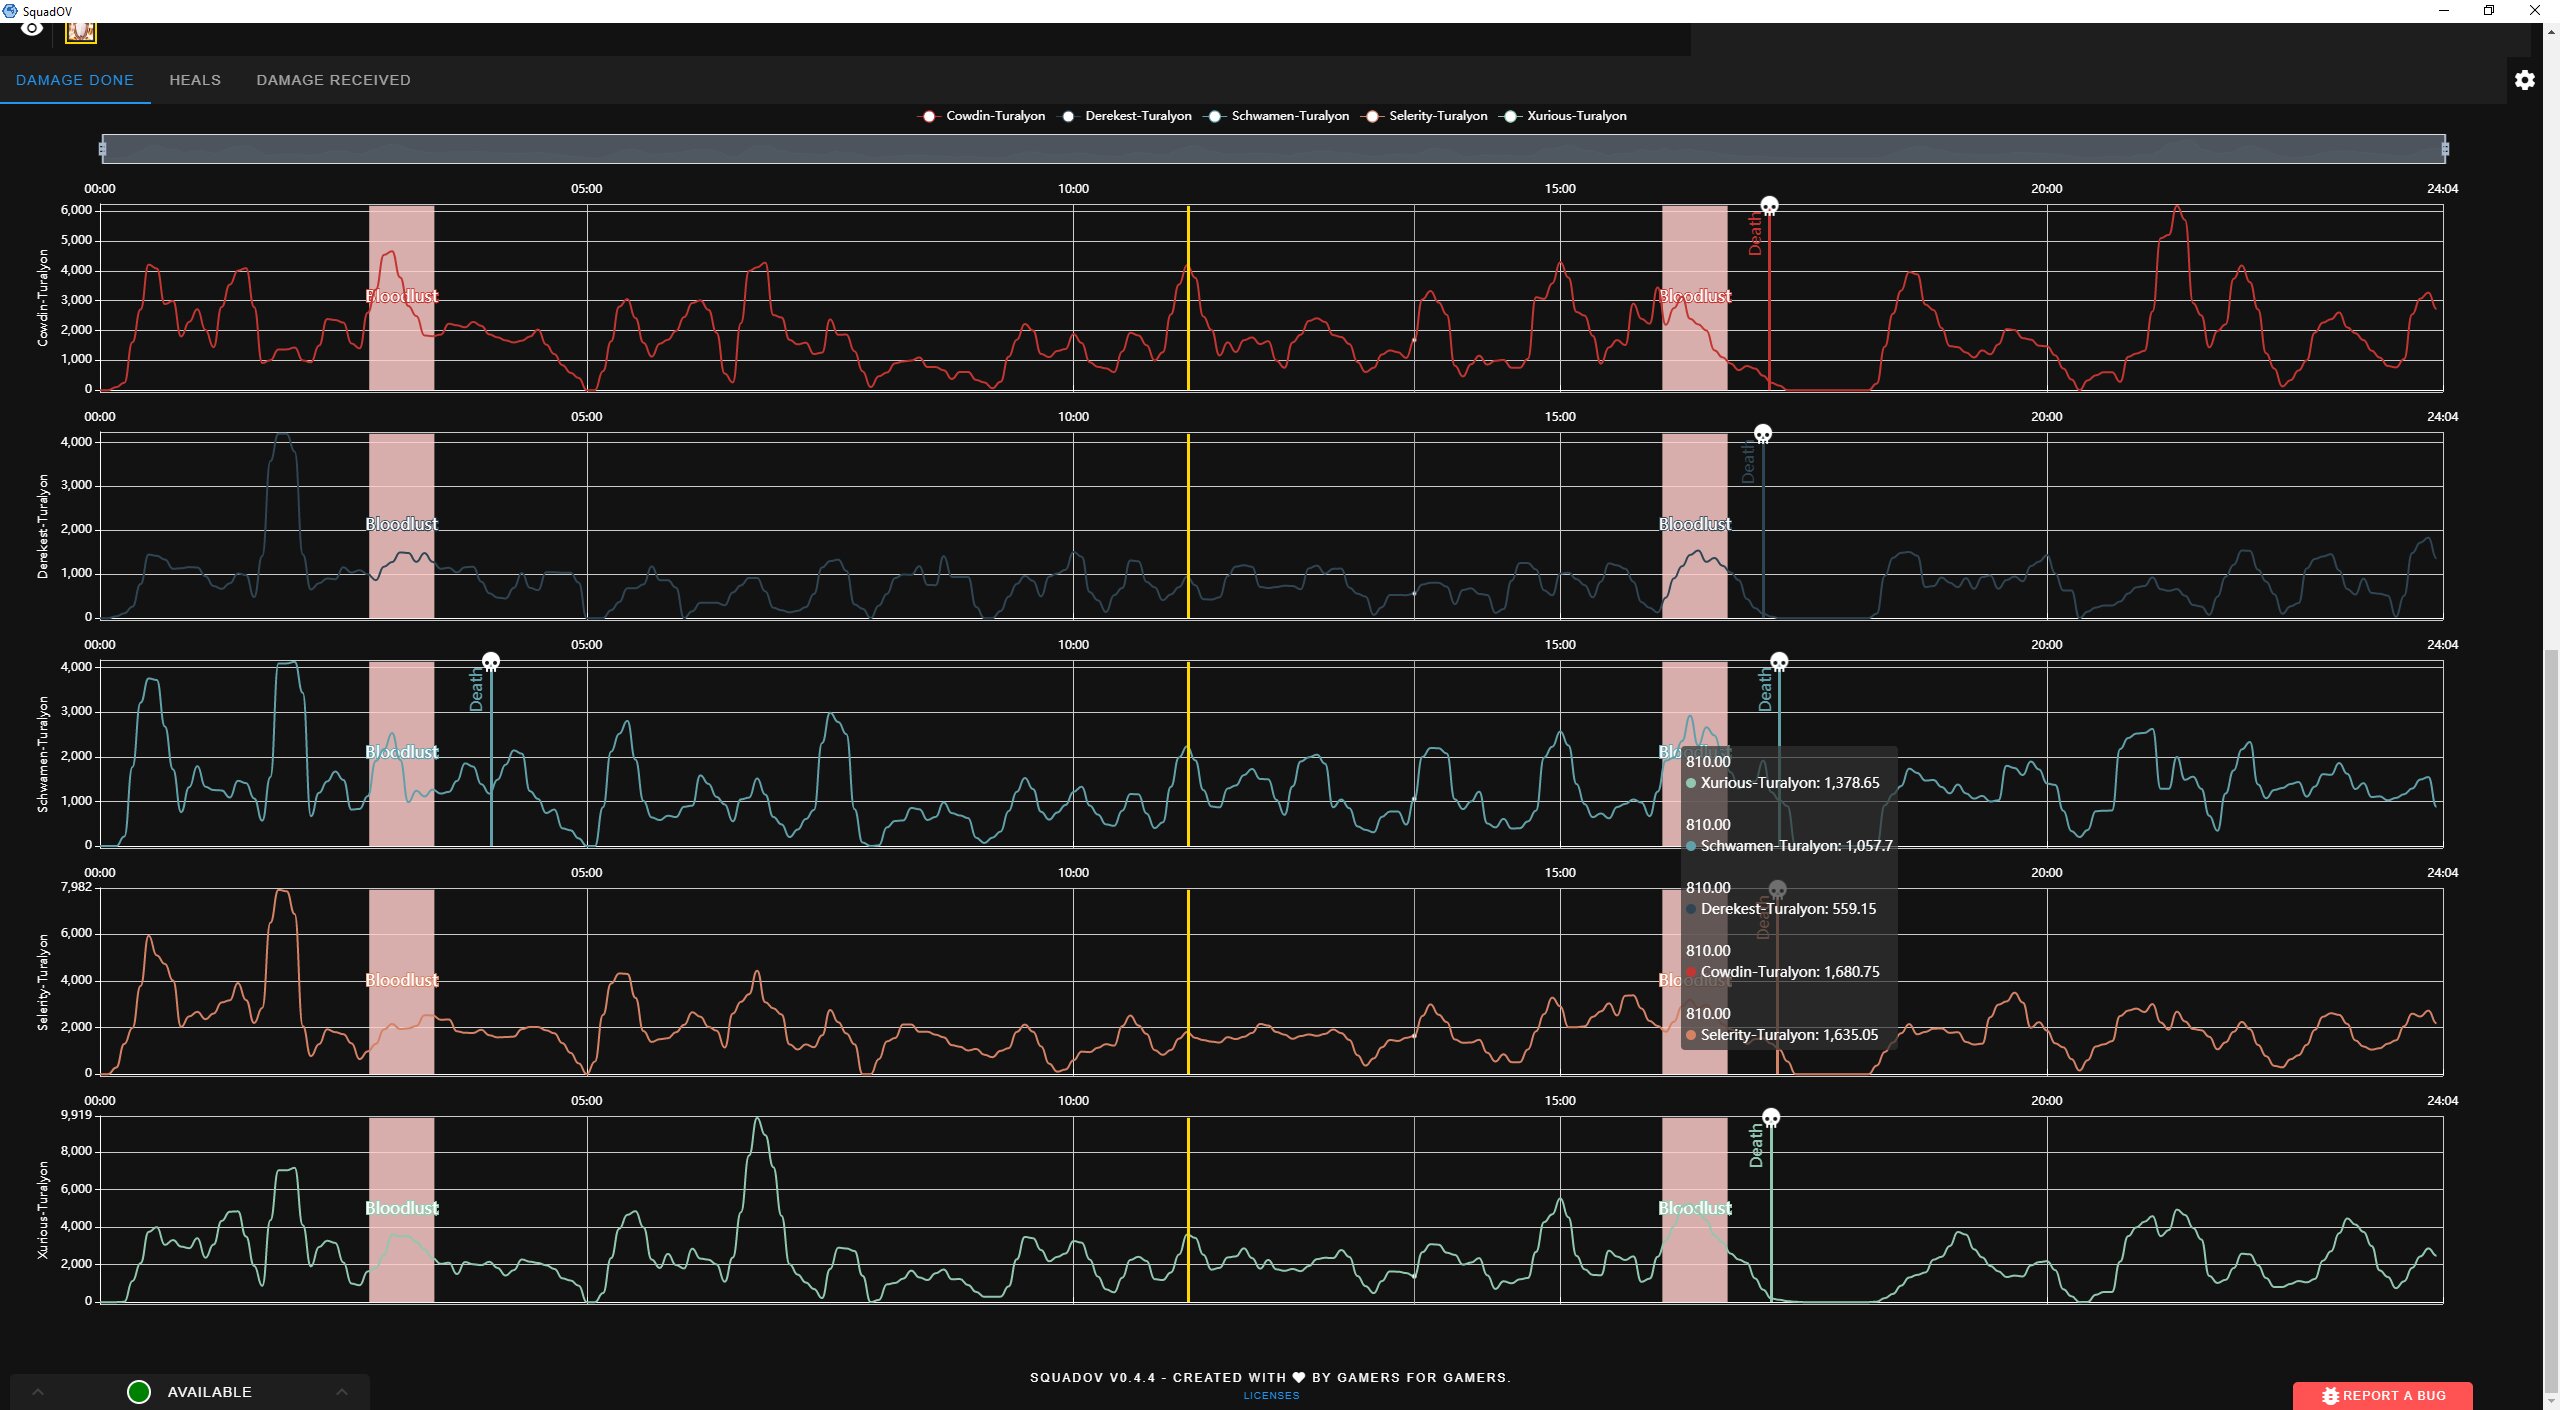 SquadOV
DAMAGE DONE HEALS DAMAGE RECEIVED
Cowdin-Turalyon Derekest-Turalyon Schwamen-Turalyon Selerity-Turalyon Xurious-Turalyon
00:00 05:00 10:00 15:00 20:00 24:04
Cowdin-Turalyon
6,000
5,000
4,000
3,000
2,000
1,000
0
Bloodlust
Bloodlust
Death
00:00 05:00 10:00 15:00 20:00 24:04
Derekest-Turalyon
4,000
3,000
2,000
1,000
0
Bloodlust
Bloodlust
Death
00:00 05:00 10:00 15:00 20:00 24:04
Schwamen-Turalyon
4,000
3,000
2,000
1,000
0
Bloodlust
Death
Bloodlust
Death
810.00
Xurious-Turalyon: 1,378.65
810.00
Schwamen-Turalyon: 1,057.7
810.00
Derekest-Turalyon: 559.15
810.00
Cowdin-Turalyon: 1,680.75
810.00
Selerity-Turalyon: 1,635.05
00:00 05:00 10:00 15:00 20:00 24:04
Selerity-Turalyon
7,982
6,000
4,000
2,000
0
Bloodlust
Bloodlust
Death
00:00 05:00 10:00 15:00 20:00 24:04
Xurious-Turalyon
9,919
8,000
6,000
4,000
2,000
0
Bloodlust
Bloodlust
Death
SQUADOV V0.4.4 - CREATED WITH BY GAMERS FOR GAMERS.
LICENSES
AVAILABLE
REPORT A BUG